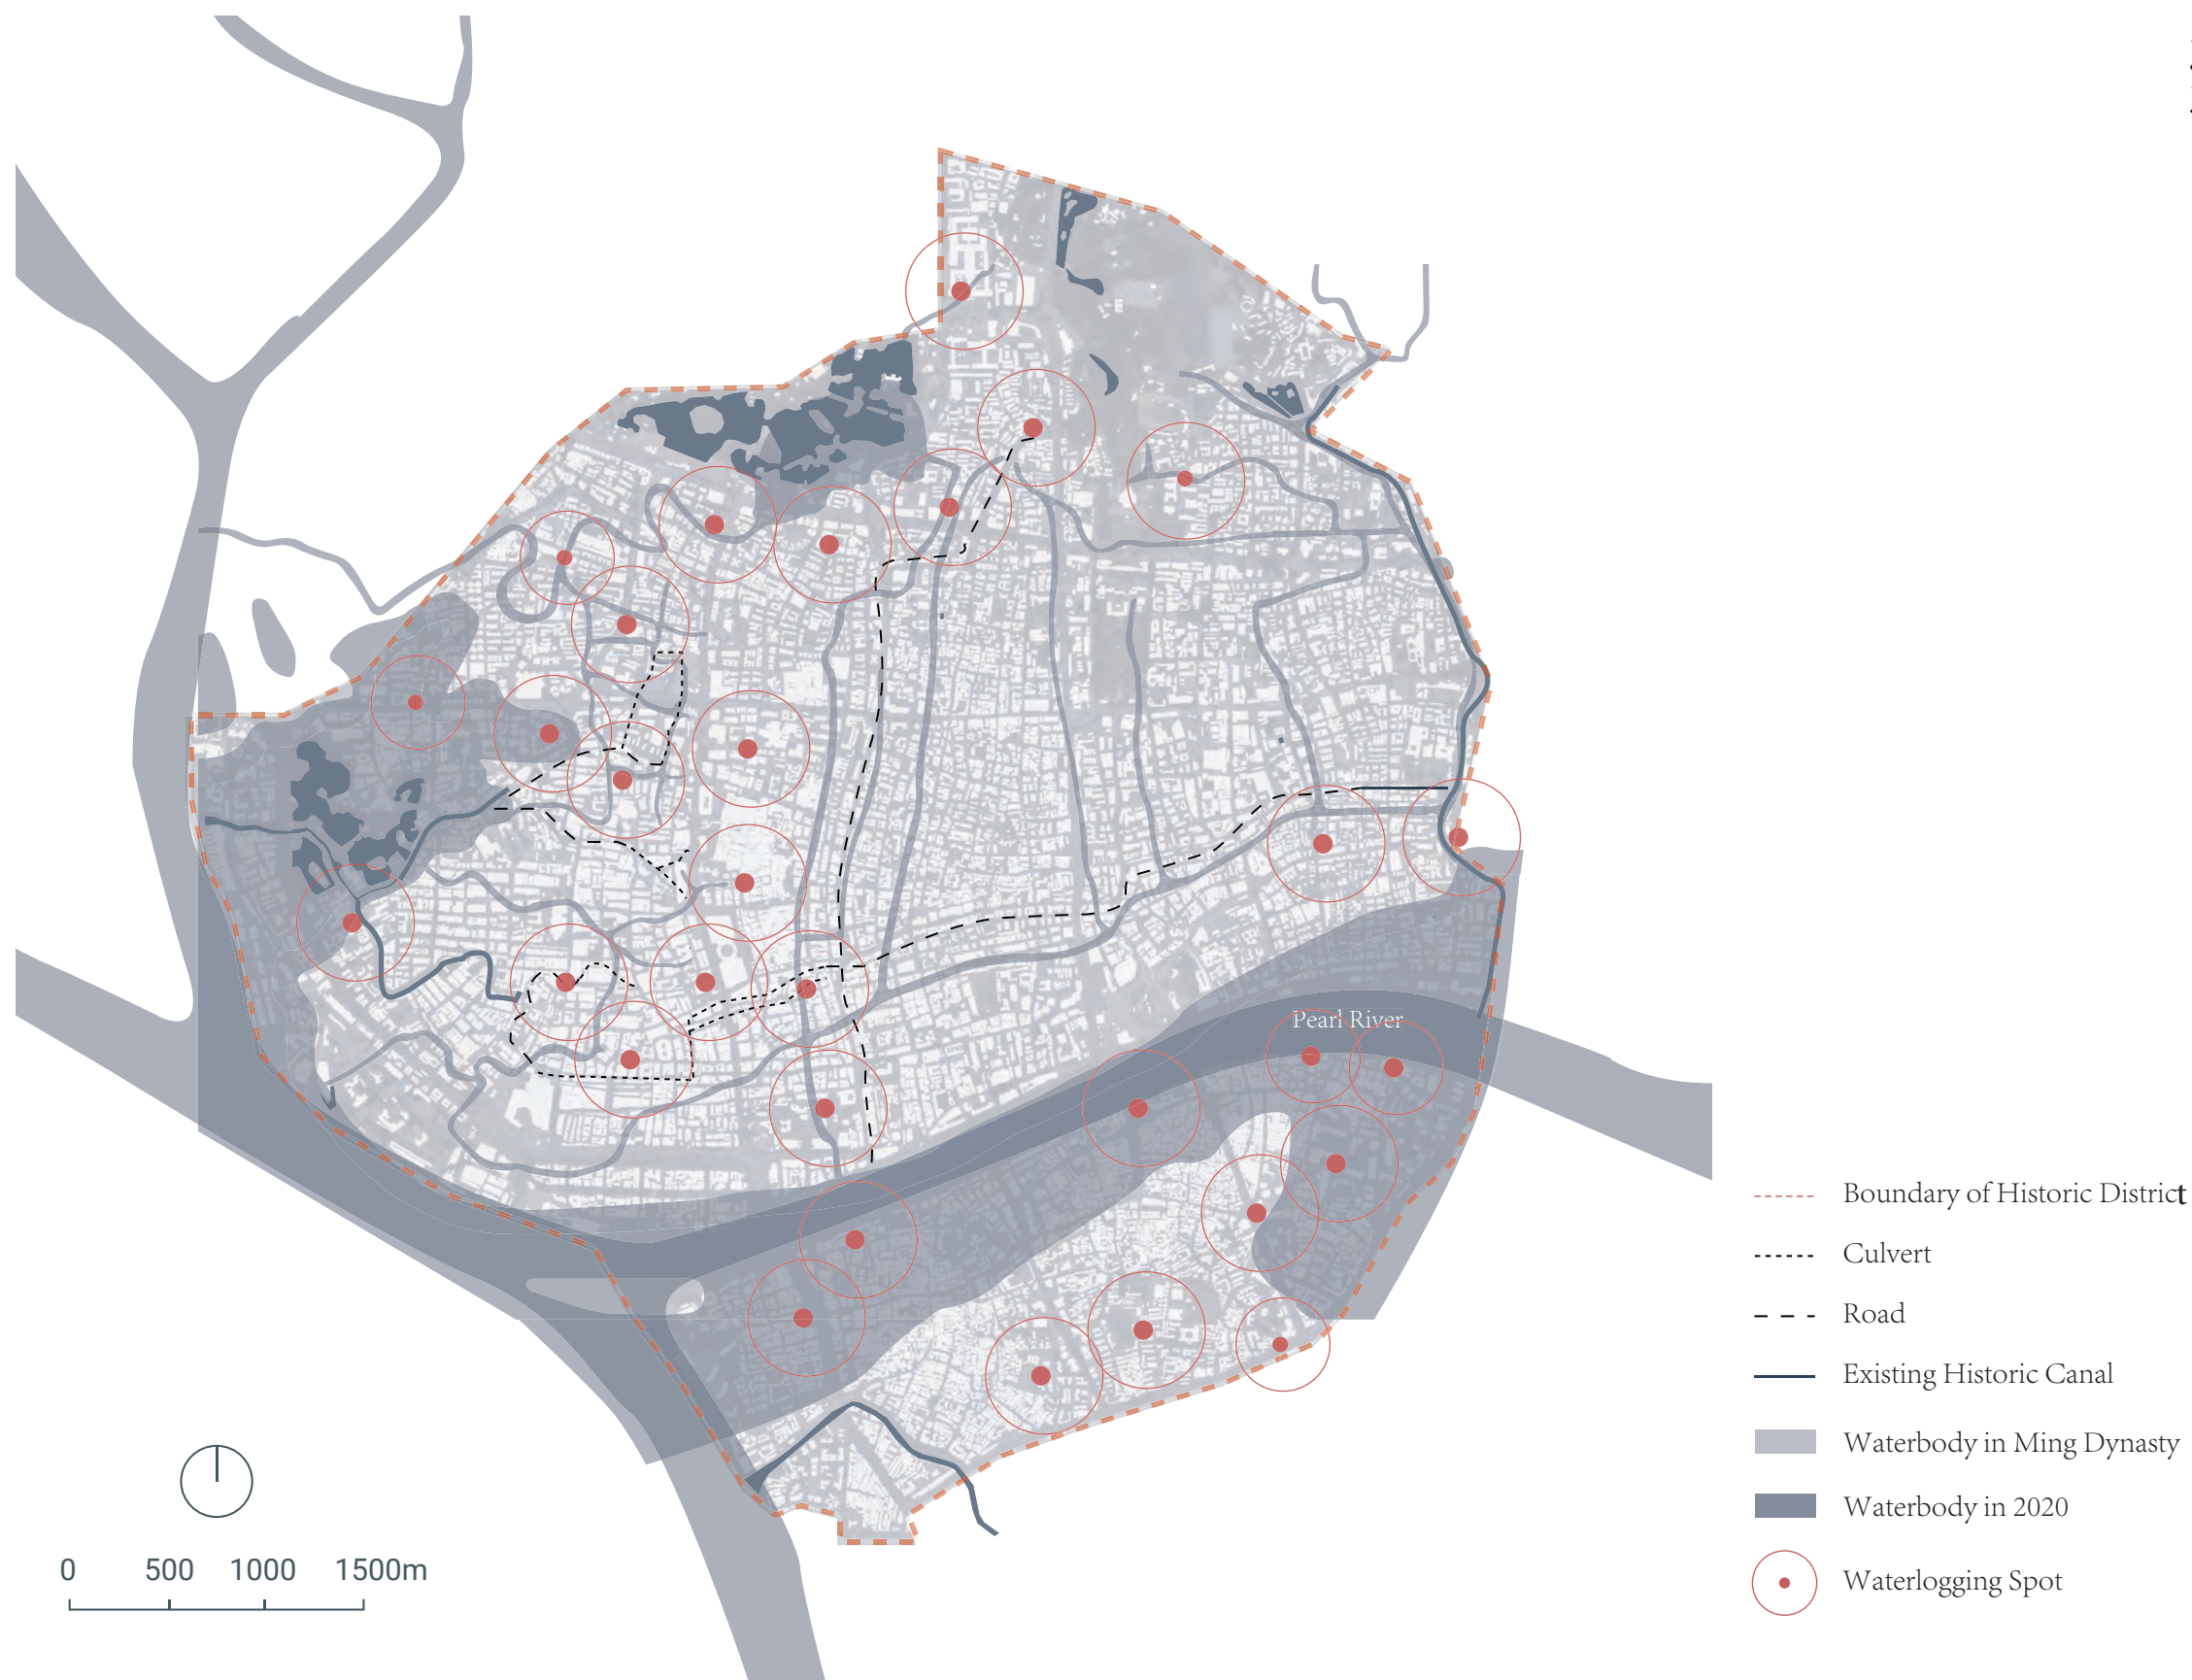 Pearl River
Boundary of Historic District
Culvert
Road
Existing Historic Canal
Waterbody in Ming Dynasty
Waterbody in 2020
Waterlogging Spot
0 500 1000 1500m